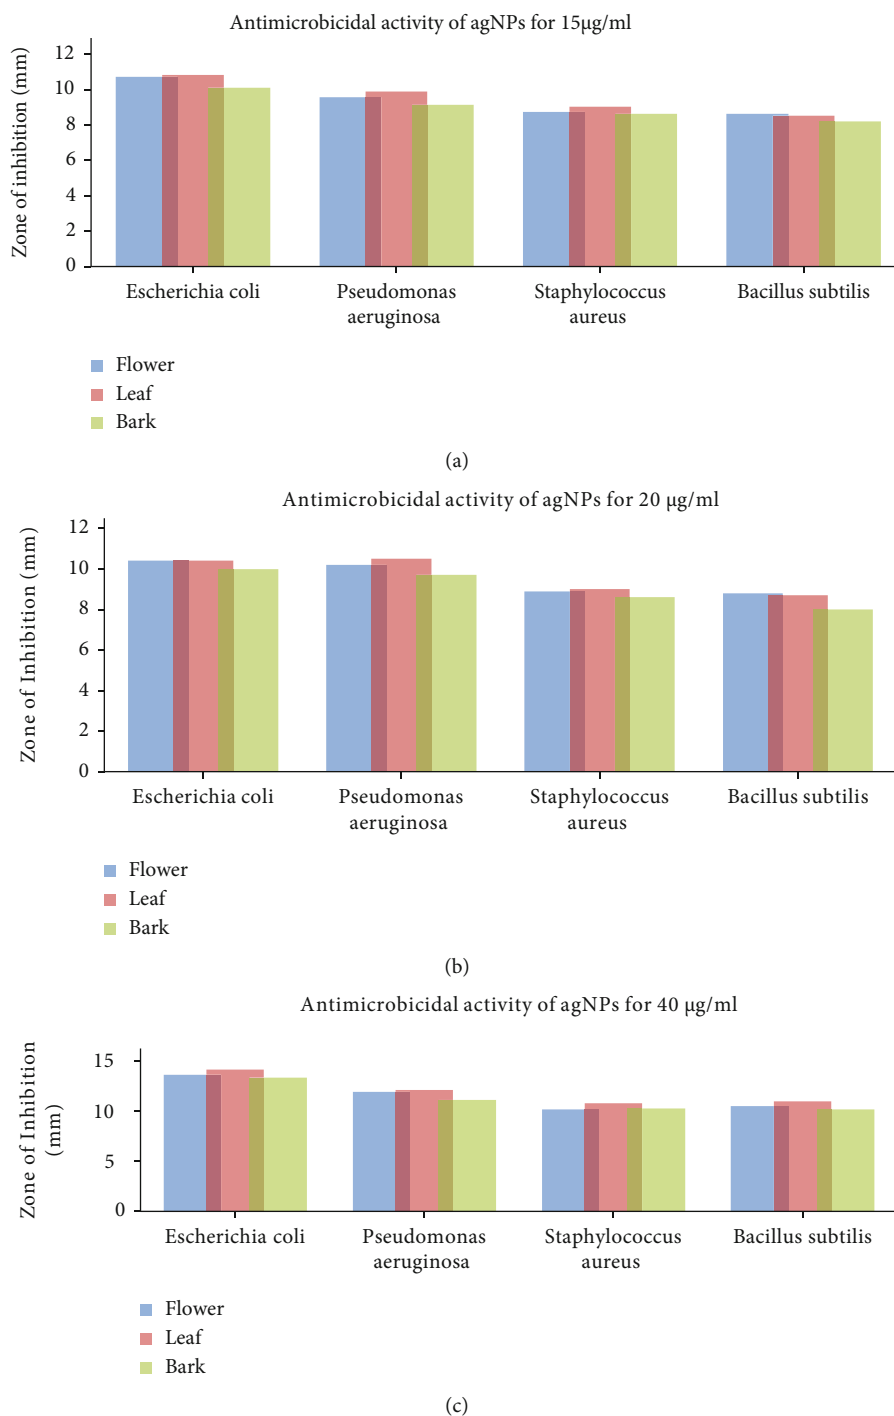 Antimicrobicidal activity of agNPs for 15µg/ml
Zone of inhibition (mm)
12
10
8
6
4
2
0
Escherichia coli
Pseudomonas
aeruginosa
Staphylococcus
aureus
Bacillus subtilis
Flower
Leaf
Bark
(a)
Antimicrobicidal activity of agNPs for 20 µg/ml
Zone of Inhibition (mm)
12
10
8
6
4
2
0
Escherichia coli
Pseudomonas
aeruginosa
Staphylococcus
aureus
Bacillus subtilis
Flower
Leaf
Bark
(b)
Antimicrobicidal activity of agNPs for 40 µg/ml
Zone of Inhibition
(mm)
15
10
5
0
Escherichia coli
Pseudomonas
aeruginosa
Staphylococcus
aureus
Bacillus subtilis
Flower
Leaf
Bark
(c)